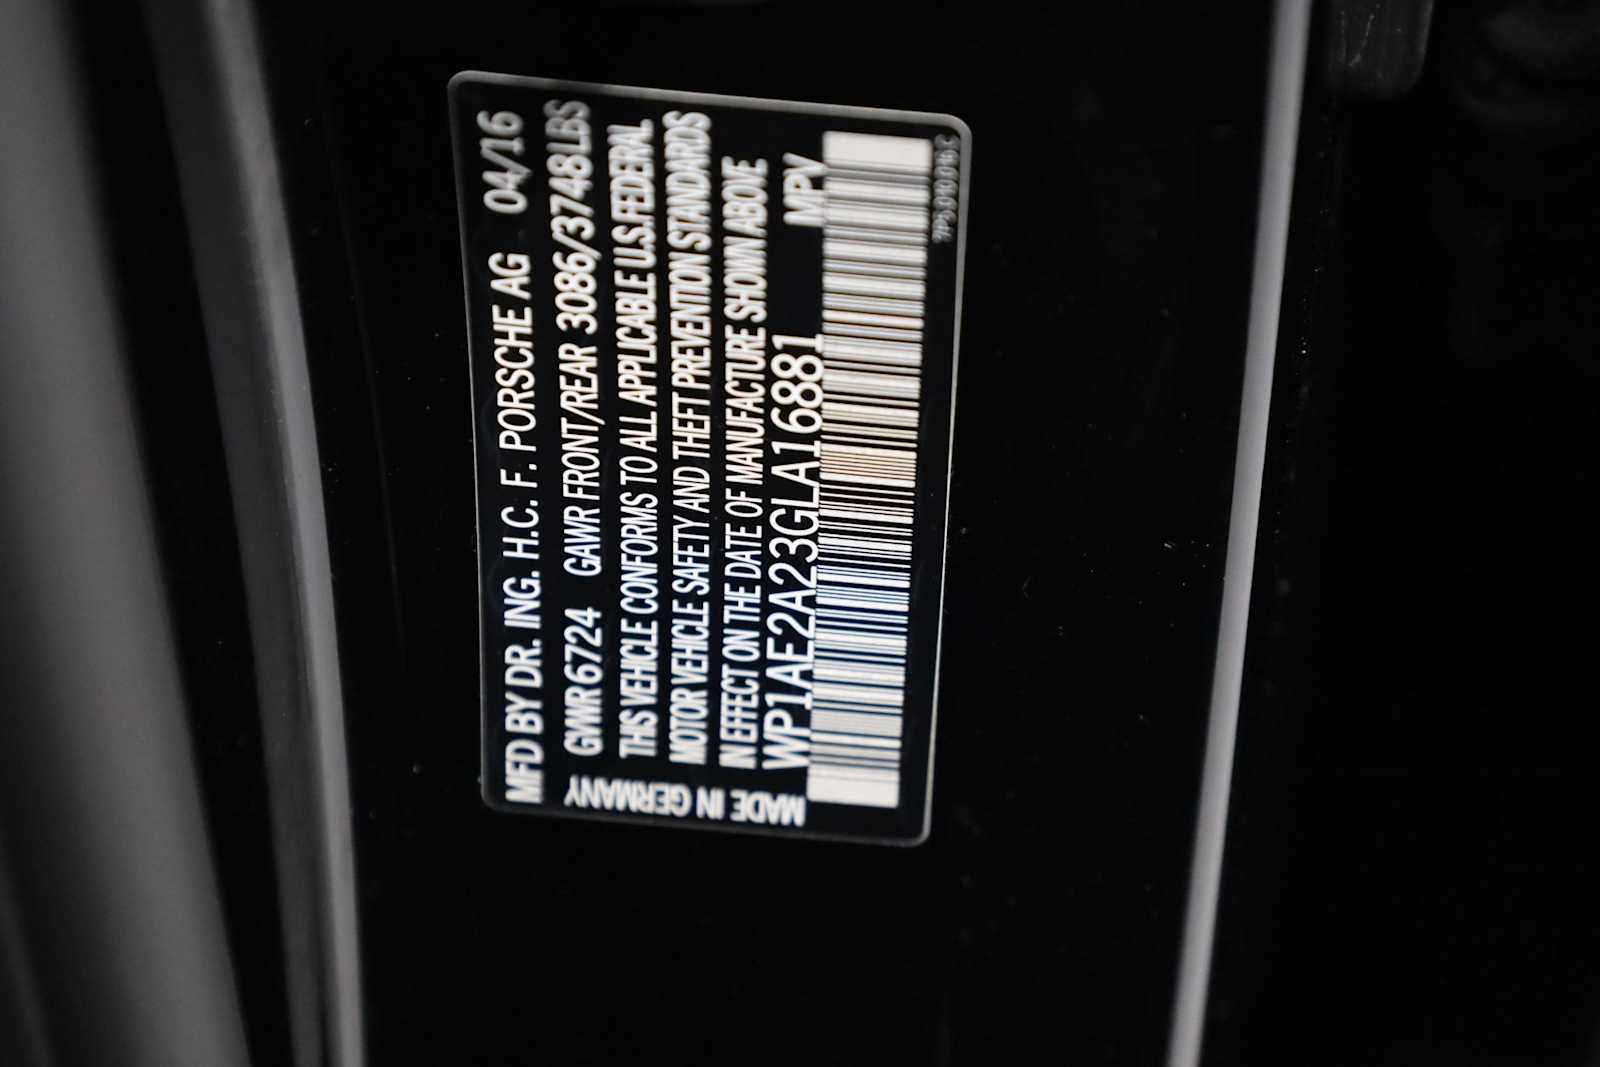 MFD BY DR. ING. H.C. F. PORSCHE AG 04/16
GWR6724 GAWR FRONT/REAR 3086/3748LBS
THIS VEHICLE CONFORMS TO ALL APPLICABLE U.S.FEDERAL
MOTOR VEHICLE SAFETY AND THEFT PREVENTION STANDARDS
IN EFFECT ON THE DATE OF MANUFACTURE SHOWN ABOVE
WP1AE2A23GLA16881 MPV
MADE IN GERMANY